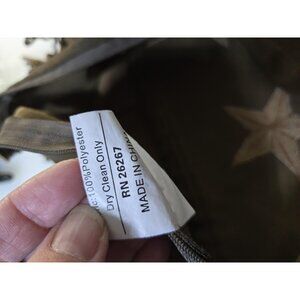 100%Polyester
Dry Clean Only
RN 26267
MADE IN CHINA